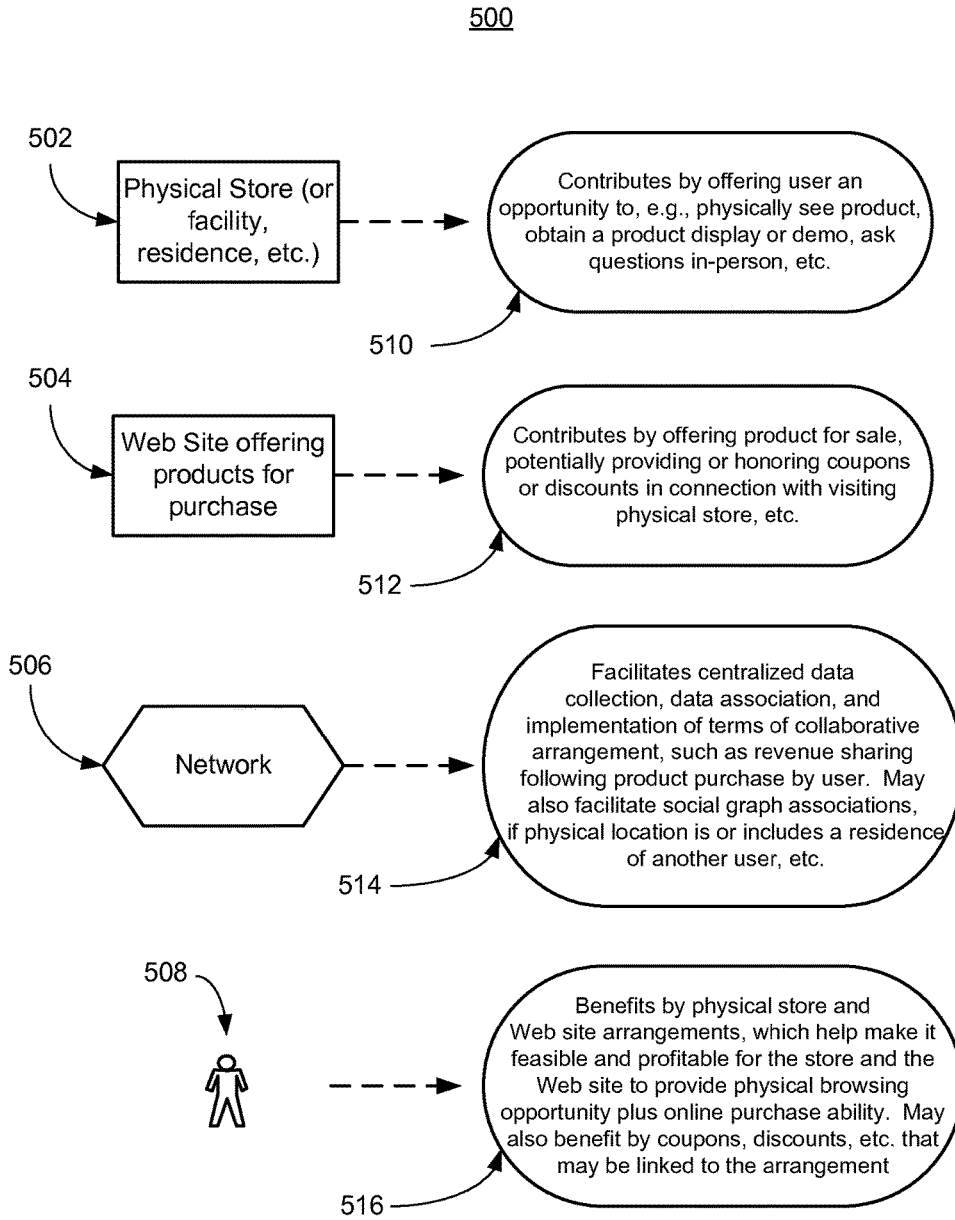 500
502
Physical Store (or
facility,
residence, etc.)
Contributes by offering user an
opportunity to, e.g., physically see product,
obtain a product display or demo, ask
questions in-person, etc.
510
504
Web Site offering
products for
purchase
Contributes by offering product for sale,
potentially providing or honoring coupons
or discounts in connection with visiting
physical store, etc.
512
506
Network
Facilitates centralized data
collection, data association, and
implementation of terms of collaborative
arrangement, such as revenue sharing
following product purchase by user. May
also facilitate social graph associations,
if physical location is or includes a residence
of another user, etc.
514
508
Benefits by physical store and
Web site arrangements, which help make it
feasible and profitable for the store and the
Web site to provide physical browsing
opportunity plus online purchase ability. May
also benefit by coupons, discounts, etc. that
may be linked to the arrangement
516